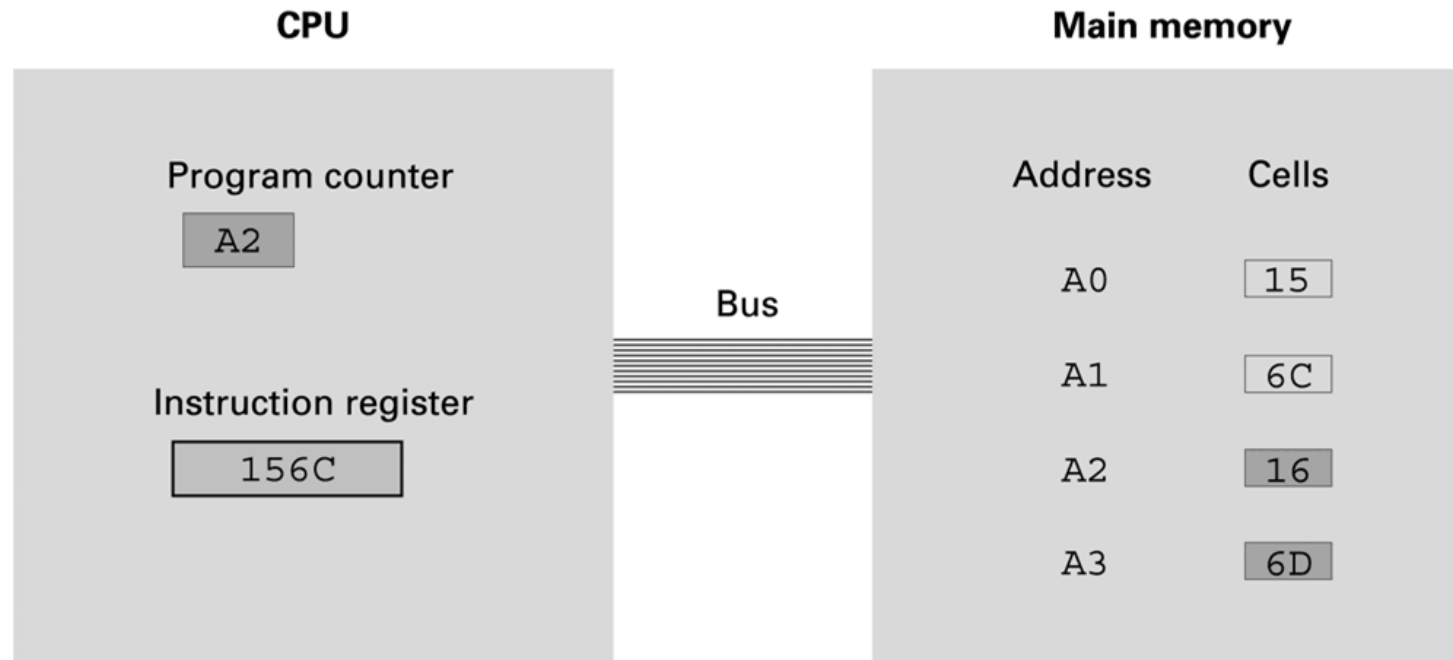 CPU
Main memory
Program counter
A2
Instruction register
156C
Bus
Address Cells
A0 15
A1 6C
A2 16
A3 6D